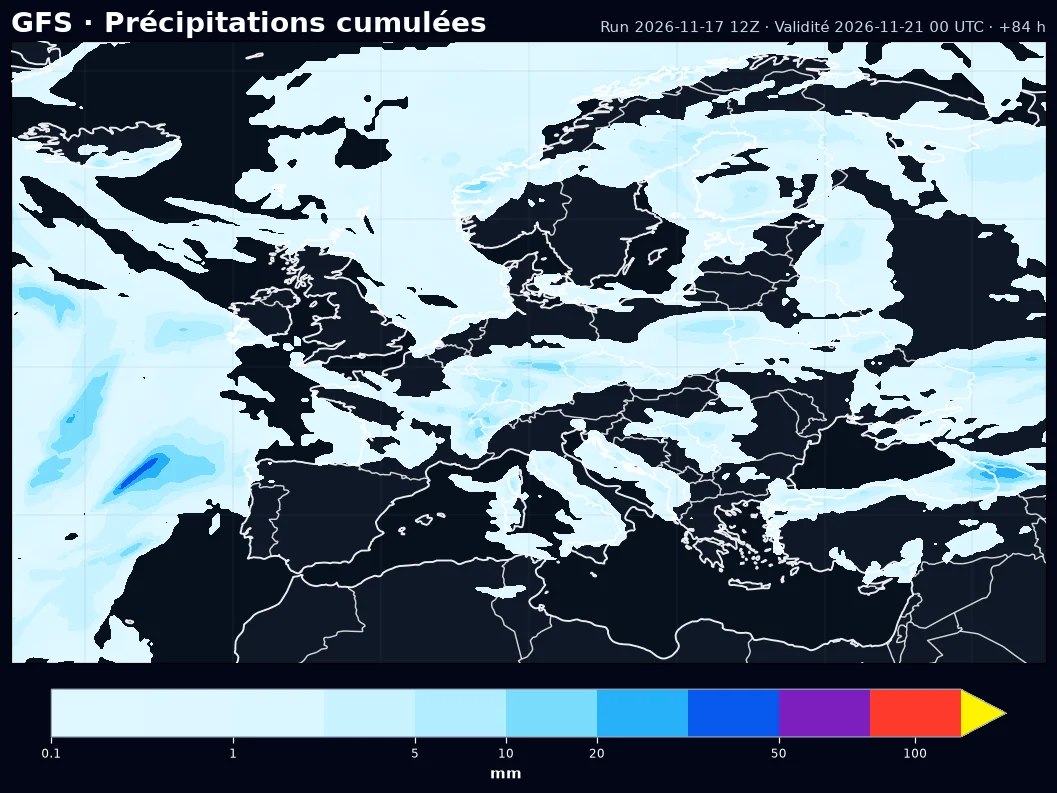 GFS · Précipitations cumulées
Run 2026-11-17 12Z · Validité 2026-11-21 00 UTC · +84 h
0.1 1 5 10 20 50 100
mm